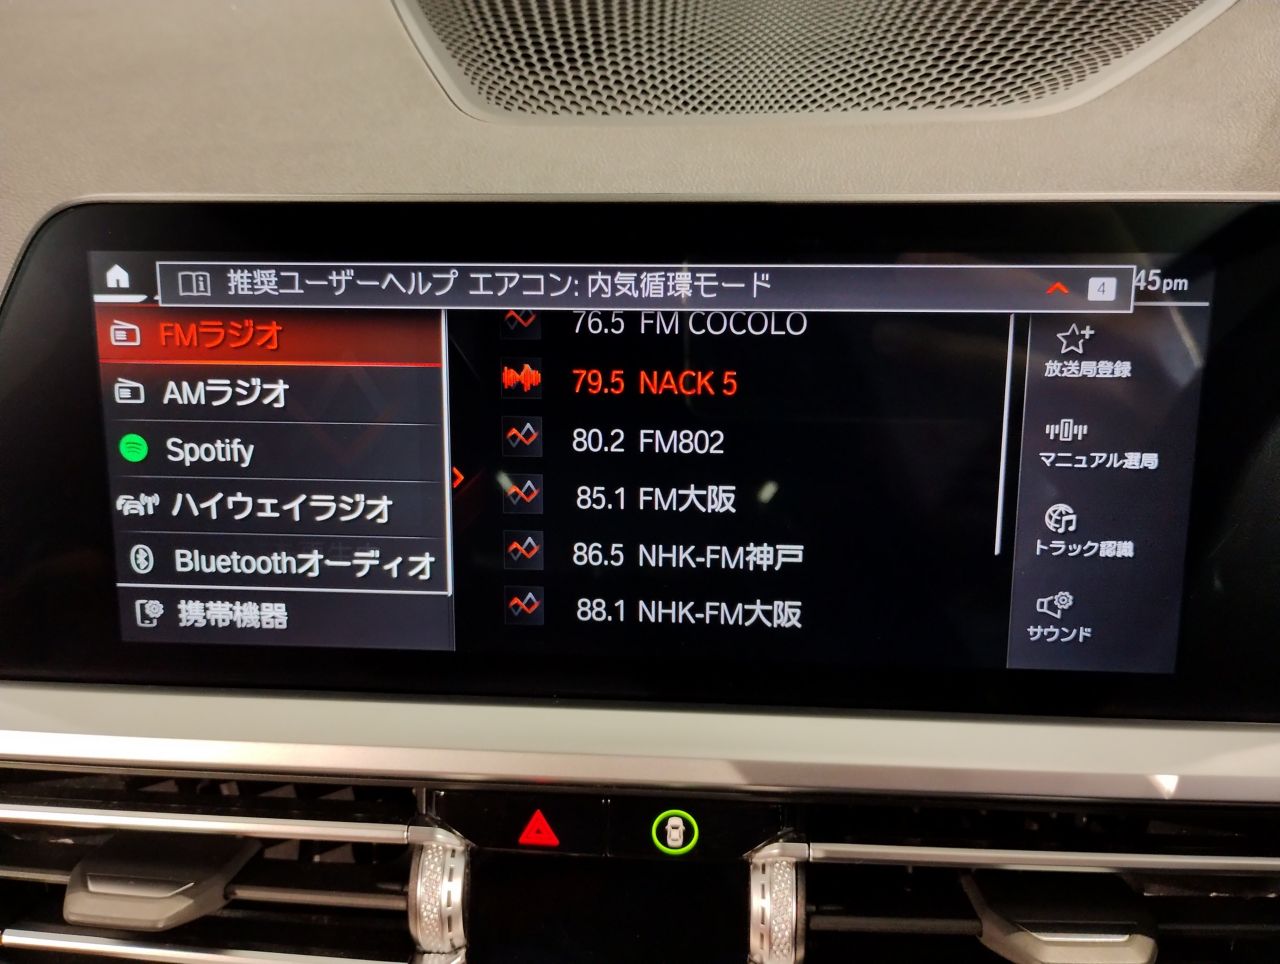 推奨ユーザーヘルプ エアコン: 内気循環モード
4
45pm
FMラジオ
AMラジオ
Spotify
ハイウェイラジオ
Bluetoothオーディオ
携帯機器
76.5 FM COCOLO
79.5 NACK 5
80.2 FM802
85.1 FM大阪
86.5 NHK-FM神戸
88.1 NHK-FM大阪
放送局登録
マニュアル選局
トラック認識
サウンド